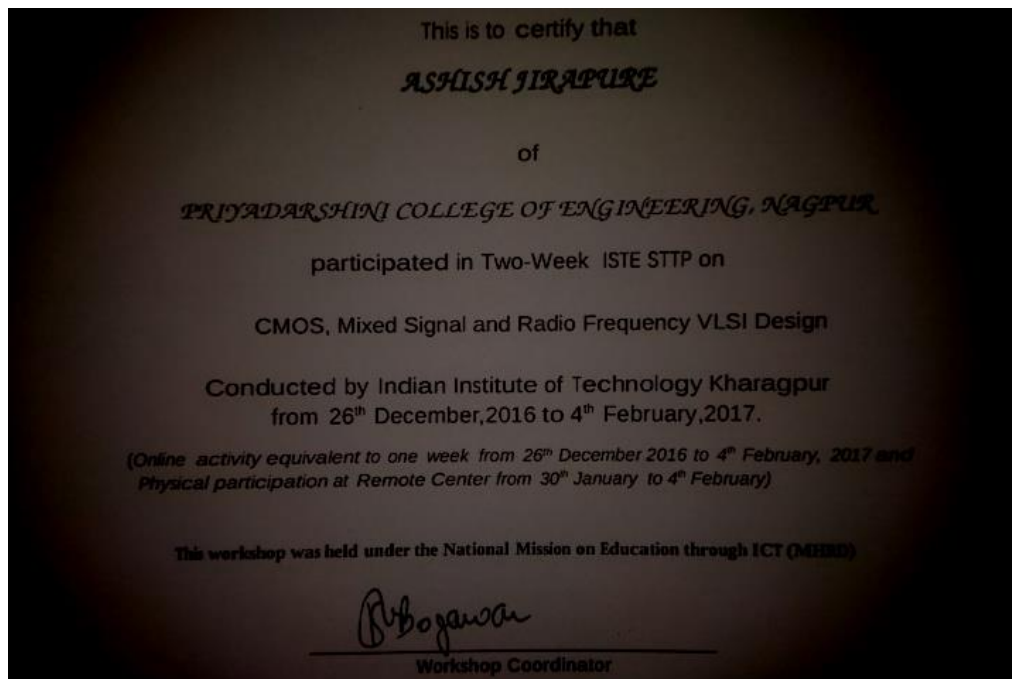 This is to certify that
ASHISH JIRAPURE
of
PRIYADARSHINI COLLEGE OF ENGINEERING, NAGPUR
participated in Two-Week ISTE STTP on
CMOS, Mixed Signal and Radio Frequency VLSI Design
Conducted by Indian Institute of Technology Kharagpur
from 26th December,2016 to 4th February,2017.
(Online activity equivalent to one week from 26th December 2016 to 4th February, 2017 and
Physical participation at Remote Center from 30th January to 4th February)
This workshop was held under the National Mission on Education through ICT (MHRD)
Workshop Coordinator